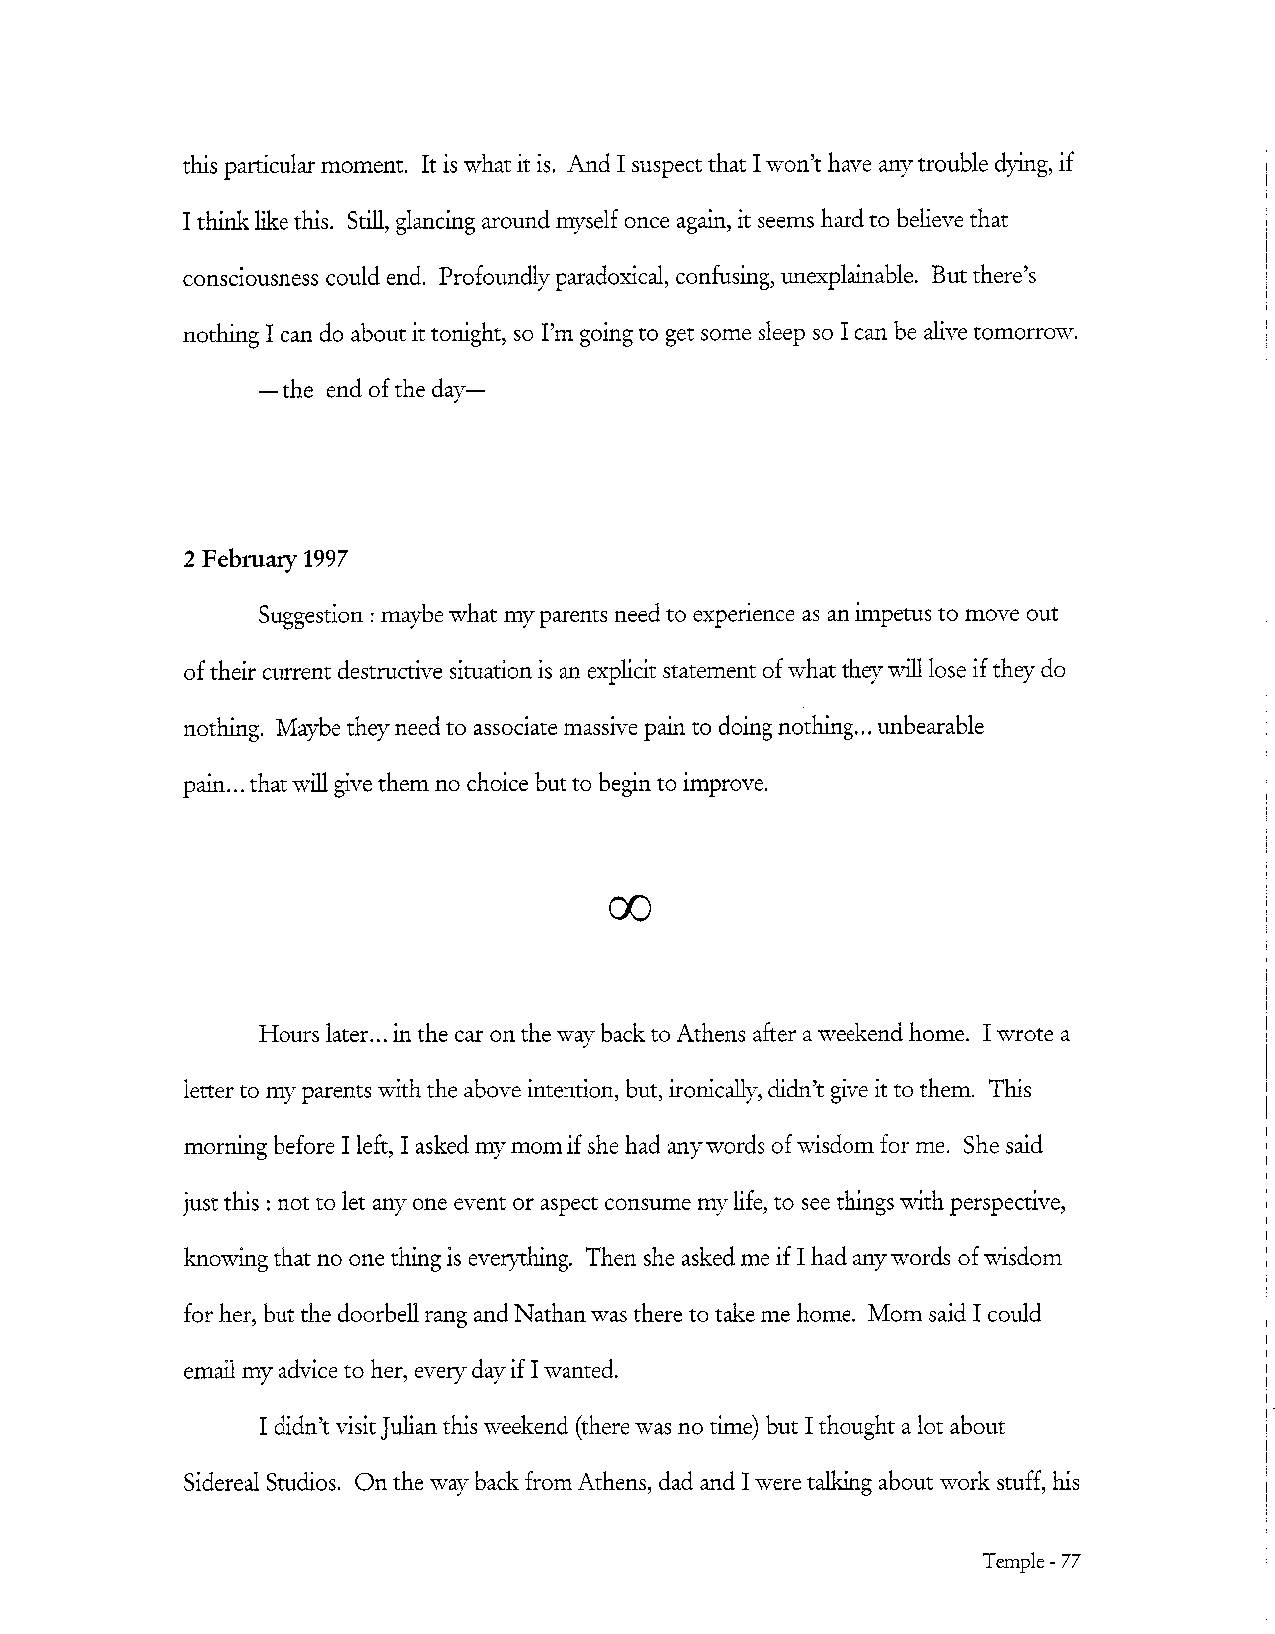 this particular moment.  It is what it is.  And I suspect that I won't have any trouble dying, if
I think like this.  Still, glancing around myself once again, it seems hard to believe that
consciousness could end.  Profoundly paradoxical, confusing, unexplainable.  But there's
nothing I can do about it tonight, so I'm going to get some sleep so I can be alive tomorrow.
—the  end of the day—
2 February 1997
Suggestion : maybe what my parents need to experience as an impetus to move out
of their current destructive situation is an explicit statement of what they will lose if they do
nothing.  Maybe they need to associate massive pain to doing nothing... unbearable
pain... that will give them no choice but to begin to improve.
∞
Hours later... in the car on the way back to Athens after a weekend home.  I wrote a
letter to my parents with the above intention, but, ironically, didn't give it to them.  This
morning before I left, I asked my mom if she had any words of wisdom for me.  She said
just this : not to let any one event or aspect consume my life, to see things with perspective,
knowing that no one thing is everything.  Then she asked me if I had any words of wisdom
for her, but the doorbell rang and Nathan was there to take me home.  Mom said I could
email my advice to her, every day if I wanted.
I didn't visit Julian this weekend (there was no time) but I thought a lot about
Sidereal Studios.  On the way back from Athens, dad and I were talking about work stuff, his
Temple - 77